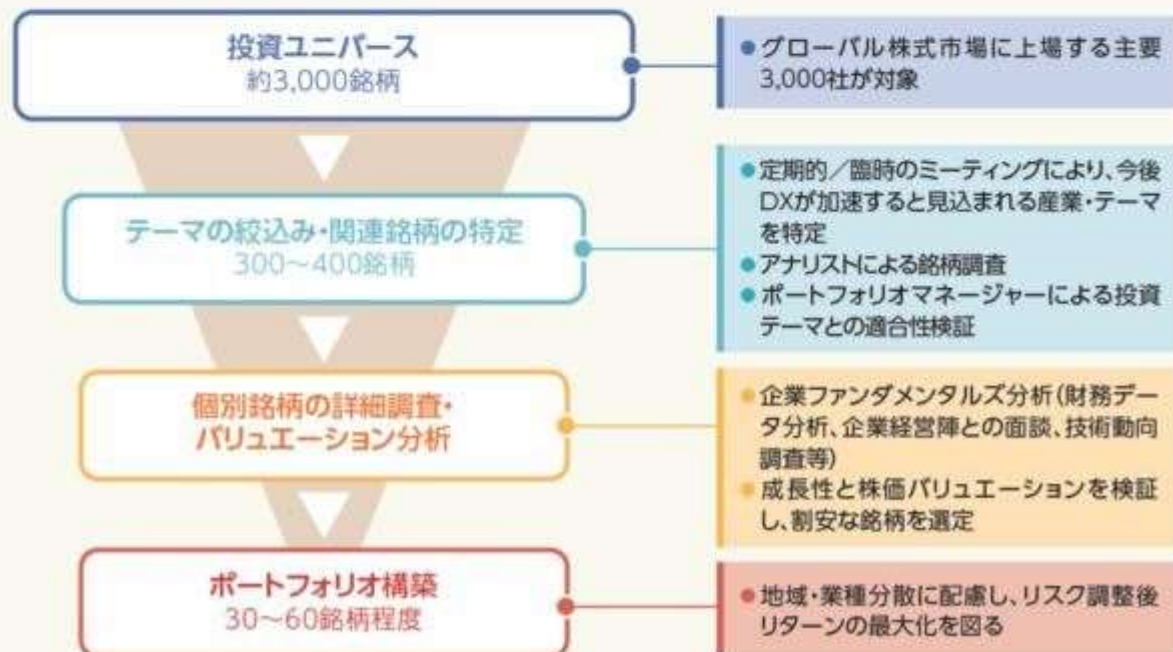 投資ユニバース
約3,000銘柄
●グローバル株式市場に上場する主要
3,000社が対象
テーマの絞込み・関連銘柄の特定
300〜400銘柄
●定期的/臨時のミーティングにより、今後
DXが加速すると見込まれる産業・テーマ
を特定
●アナリストによる銘柄調査
●ポートフォリオマネージャーによる投資
テーマとの適合性検証
個別銘柄の詳細調査・
バリュエーション分析
●企業ファンダメンタルズ分析(財務デー
タ分析、企業経営陣との面談、技術動向
調査等)
●成長性と株価バリュエーションを検証
し、割安な銘柄を選定
ポートフォリオ構築
30〜60銘柄程度
●地域・業種分散に配慮し、リスク調整後
リターンの最大化を図る